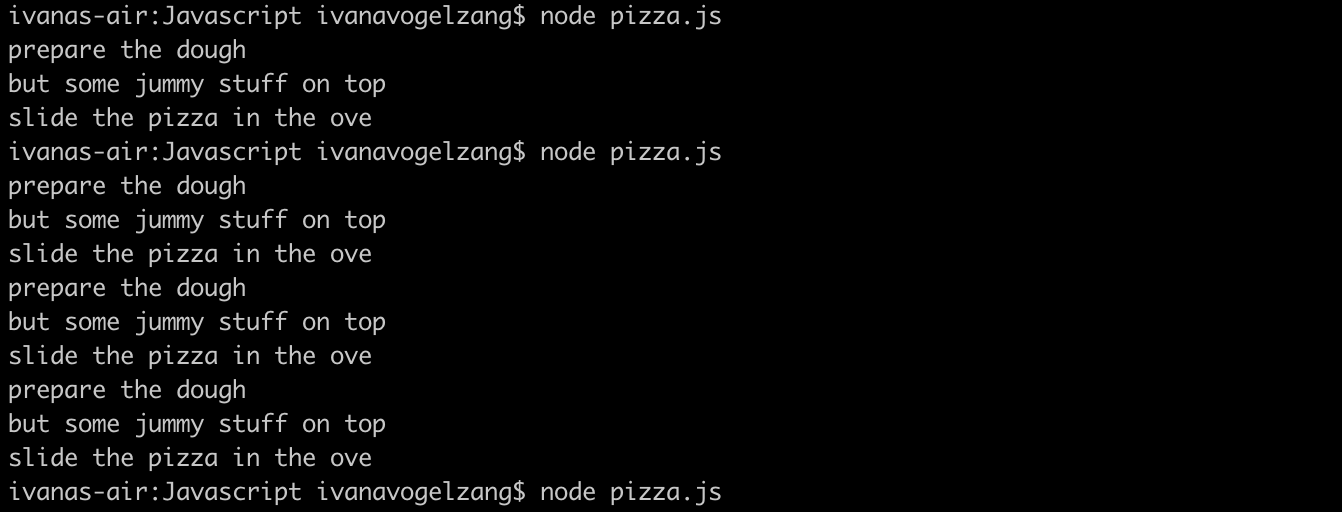 ivanas-air:Javascript ivanavogelzang$ node pizza.js
prepare the dough
but some jummy stuff on top
slide the pizza in the ove
ivanas-air:Javascript ivanavogelzang$ node pizza.js
prepare the dough
but some jummy stuff on top
slide the pizza in the ove
prepare the dough
but some jummy stuff on top
slide the pizza in the ove
prepare the dough
but some jummy stuff on top
slide the pizza in the ove
ivanas-air:Javascript ivanavogelzang$ node pizza.js